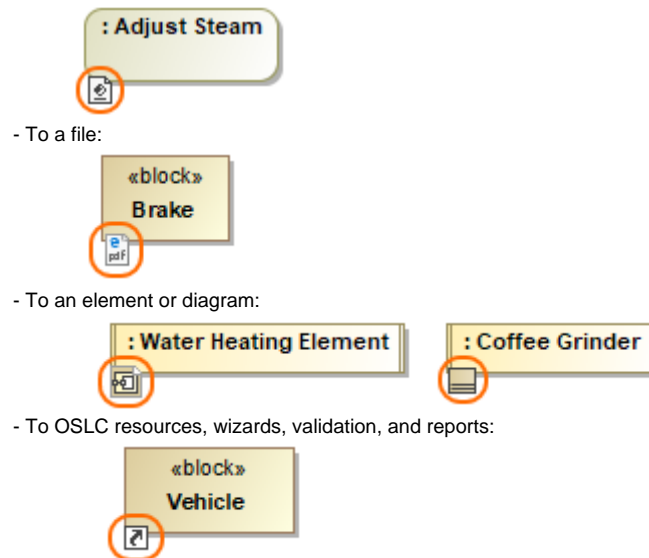 : Adjust Steam
- To a file:
«block»
Brake
e
pdf
- To an element or diagram:
: Water Heating Element
: Coffee Grinder
- To OSLC resources, wizards, validation, and reports:
«block»
Vehicle